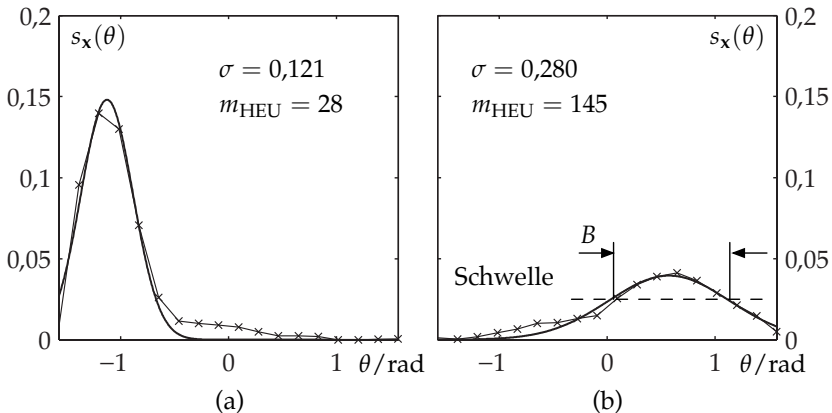 0,2
s_x(θ)
0,15
0,1
0,05
0
σ = 0,121
m_HEU = 28
−1
0
1
θ/rad
(a)
s_x(θ)
0,2
σ = 0,280
m_HEU = 145
0,15
0,1
B
Schwelle
0,05
0
−1
0
1
θ/rad
(b)